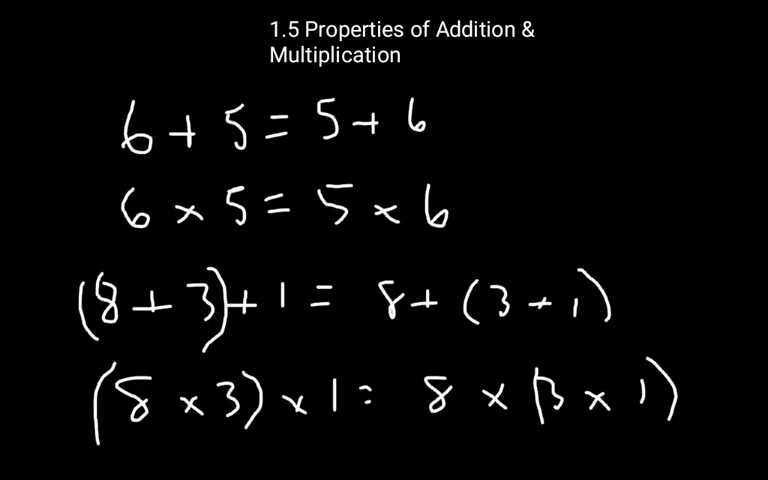 1.5 Properties of Addition &
Multiplication
6 + 5 = 5 + 6
6 × 5 = 5 × 6
(8 + 3) + 1 = 8 + (3 + 1)
(8 × 3) × 1 = 8 × (3 × 1)